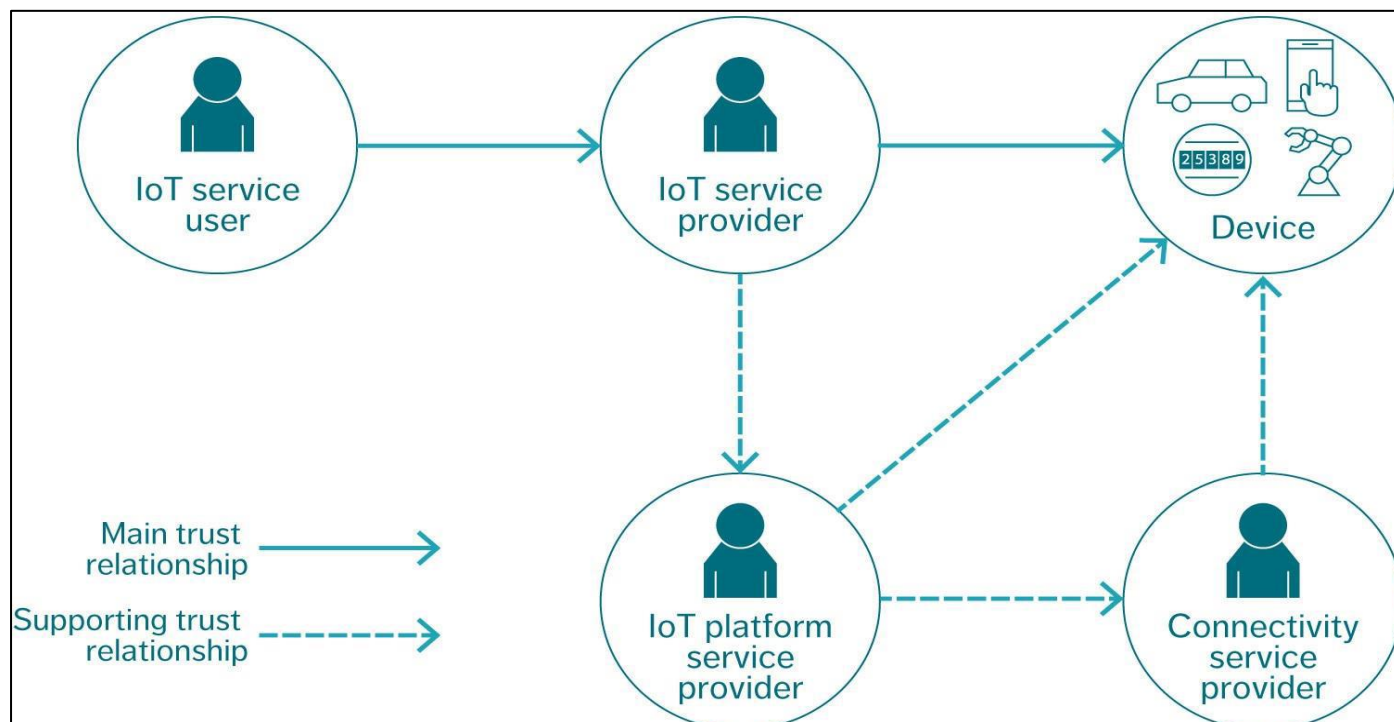 IoT service
user
IoT service
provider
25389
Device
Main trust
relationship
Supporting trust
relationship
IoT platform
service
provider
Connectivity
service
provider